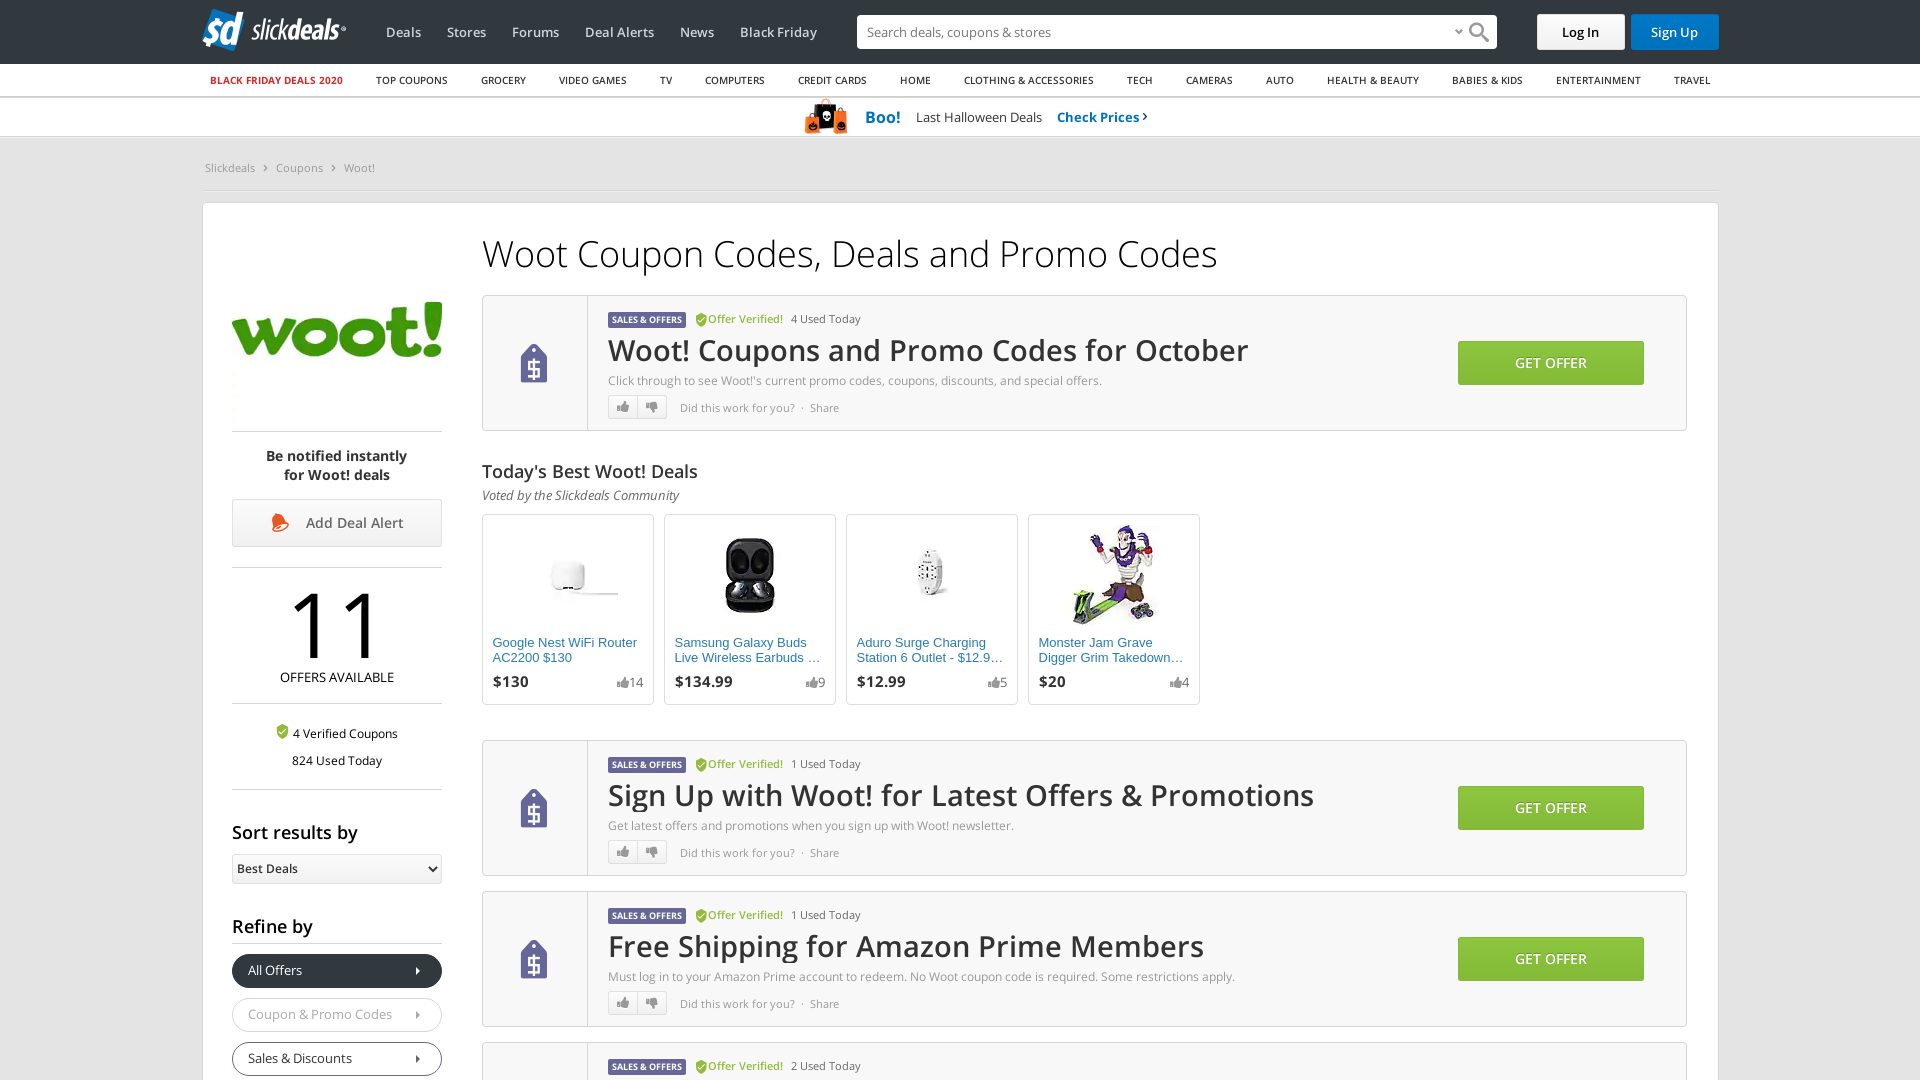 sd slickdeals
Deals
Stores
Forums
Deal Alerts
News
Black Friday
Search deals, coupons & stores
Log In
Sign Up
BLACK FRIDAY DEALS 2020
TOP COUPONS
GROCERY
VIDEO GAMES
TV
COMPUTERS
CREDIT CARDS
HOME
CLOTHING & ACCESSORIES
TECH
CAMERAS
AUTO
HEALTH & BEAUTY
BABIES & KIDS
ENTERTAINMENT
TRAVEL
Boo! Last Halloween Deals Check Prices
Slickdeals > Coupons > Woot!
woot!
Be notified instantly
for Woot! deals
Add Deal Alert
11
OFFERS AVAILABLE
4 Verified Coupons
824 Used Today
Sort results by
Best Deals
Refine by
All Offers
Coupon & Promo Codes
Sales & Discounts
Woot Coupon Codes, Deals and Promo Codes
SALES & OFFERS Offer Verified! 4 Used Today
Woot! Coupons and Promo Codes for October
Click through to see Woot!'s current promo codes, coupons, discounts, and special offers.
Did this work for you? · Share
GET OFFER
Today's Best Woot! Deals
Voted by the Slickdeals Community
Google Nest WiFi Router
AC2200 $130
$130 14
Samsung Galaxy Buds
Live Wireless Earbuds …
$134.99 9
Aduro Surge Charging
Station 6 Outlet - $12.9…
$12.99 5
Monster Jam Grave
Digger Grim Takedown…
$20 4
SALES & OFFERS Offer Verified! 1 Used Today
Sign Up with Woot! for Latest Offers & Promotions
Get latest offers and promotions when you sign up with Woot! newsletter.
Did this work for you? · Share
GET OFFER
SALES & OFFERS Offer Verified! 1 Used Today
Free Shipping for Amazon Prime Members
Must log in to your Amazon Prime account to redeem. No Woot coupon code is required. Some restrictions apply.
Did this work for you? · Share
GET OFFER
SALES & OFFERS Offer Verified! 2 Used Today